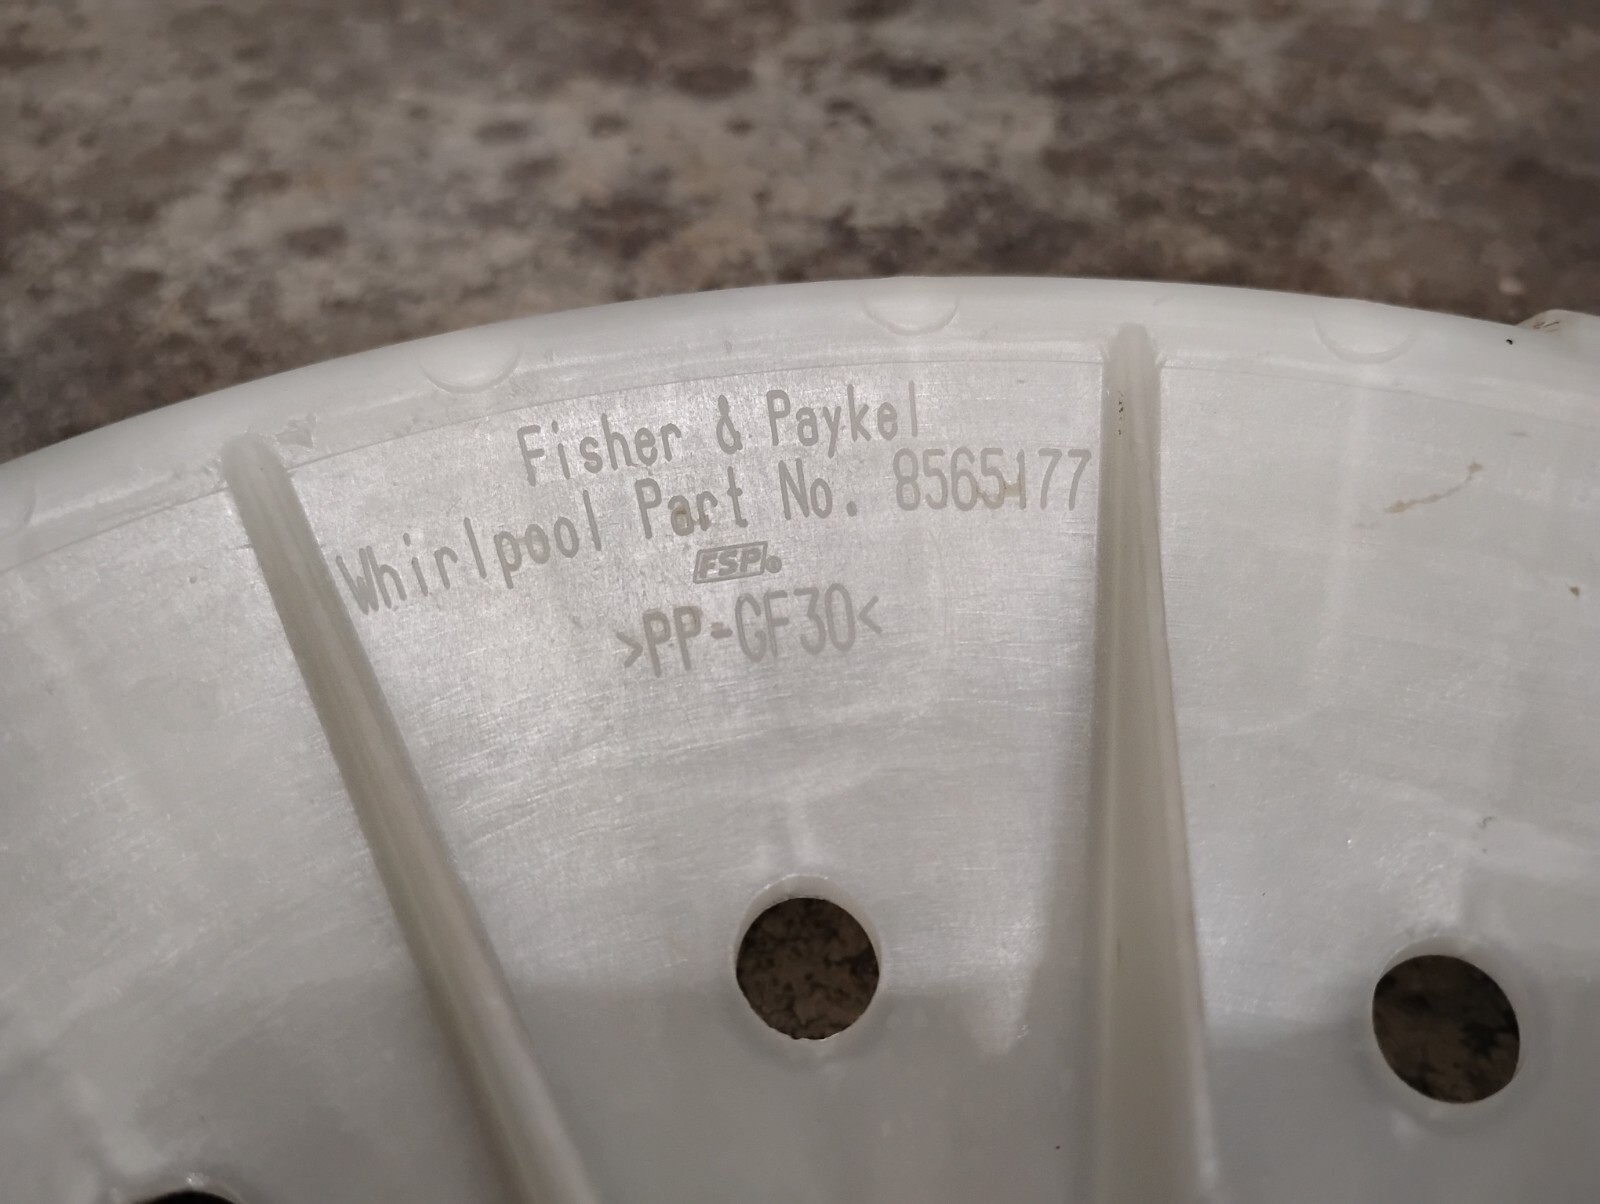 Fisher & Paykel
Whirlpool Part No. 8565177
FSP®
>PP-GF30<